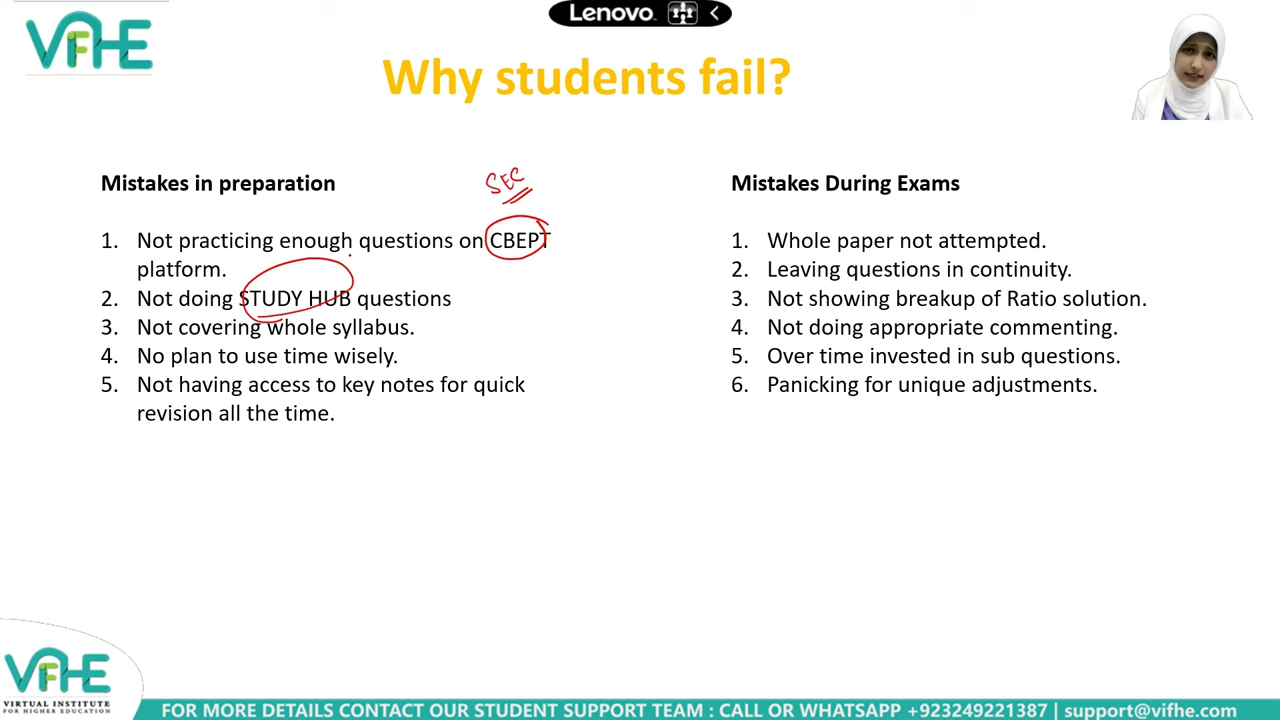 VIFHE
Lenovo
Why students fail?
Mistakes in preparation
SEC
1. Not practicing enough questions on CBEPT
platform.
2. Not doing STUDY HUB questions
3. Not covering whole syllabus.
4. No plan to use time wisely.
5. Not having access to key notes for quick
revision all the time.
Mistakes During Exams
1. Whole paper not attempted.
2. Leaving questions in continuity.
3. Not showing breakup of Ratio solution.
4. Not doing appropriate commenting.
5. Over time invested in sub questions.
6. Panicking for unique adjustments.
VIFHE
VIRTUAL INSTITUTE
FOR HIGHER EDUCATION
FOR MORE DETAILS CONTACT OUR STUDENT SUPPORT TEAM : CALL OR WHATSAPP +923249221387 | support@vifhe.com